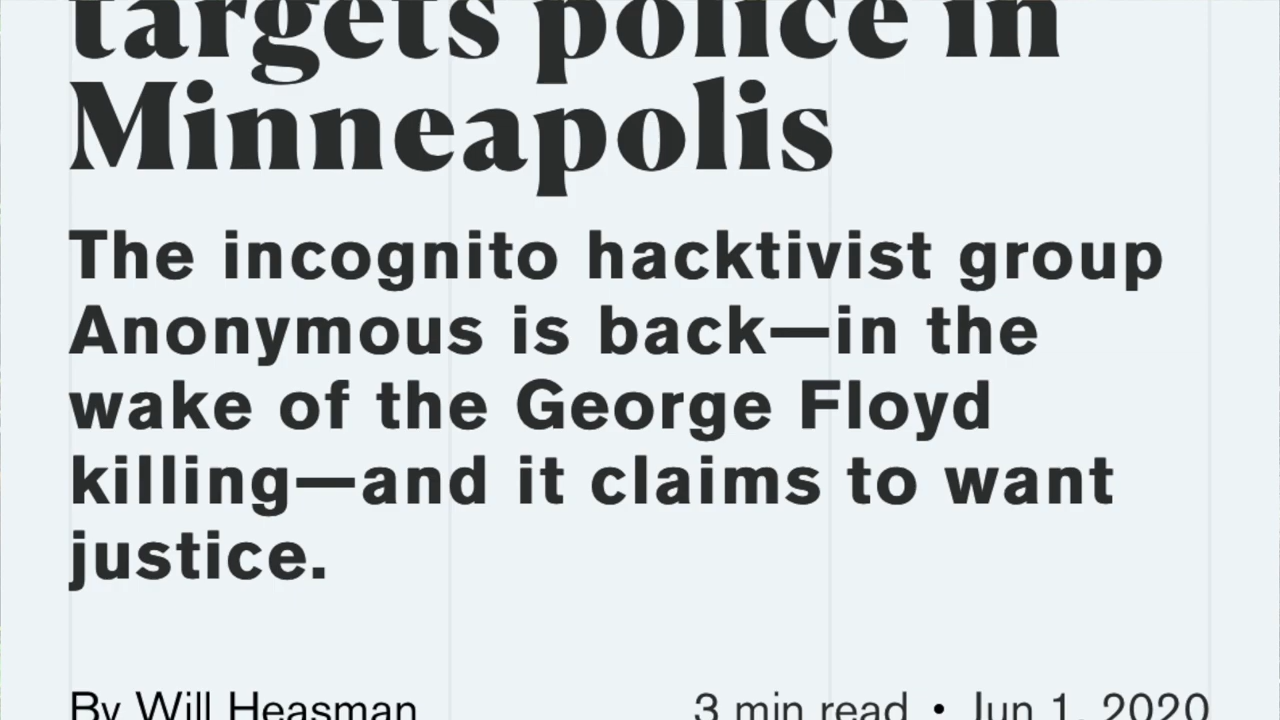 targets police in
Minneapolis
The incognito hacktivist group
Anonymous is back—in the
wake of the George Floyd
killing—and it claims to want
justice.
By Will Heasman
3 min read • Jun 1, 2020